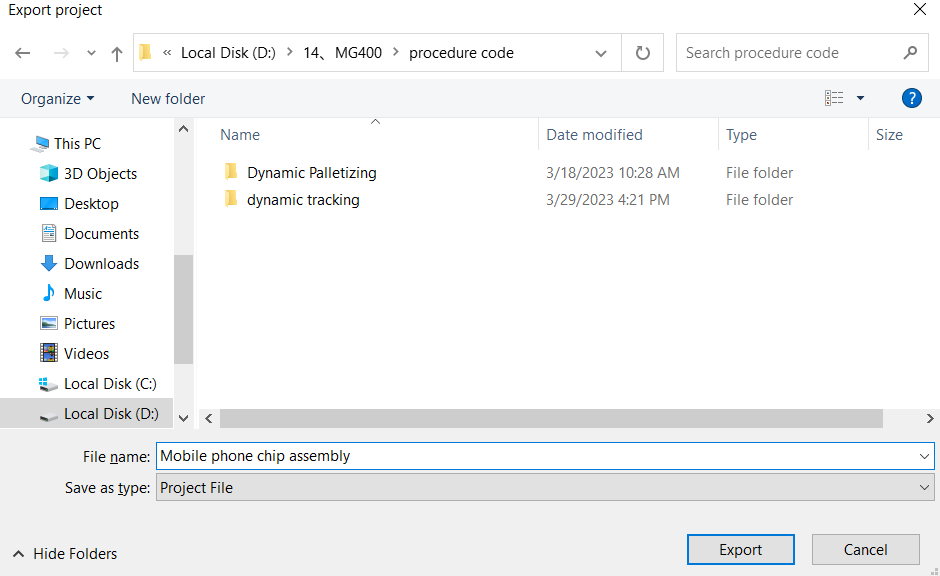 Export project
« Local Disk (D:) > 14、MG400 > procedure code
Search procedure code
Organize
New folder
?
Name
Date modified
Type
Size
This PC
3D Objects
Desktop
Documents
Downloads
Music
Pictures
Videos
Local Disk (C:)
Local Disk (D:)
Dynamic Palletizing 3/18/2023 10:28 AM File folder
dynamic tracking 3/29/2023 4:21 PM File folder
File name: Mobile phone chip assembly
Save as type: Project File
Hide Folders
Export
Cancel